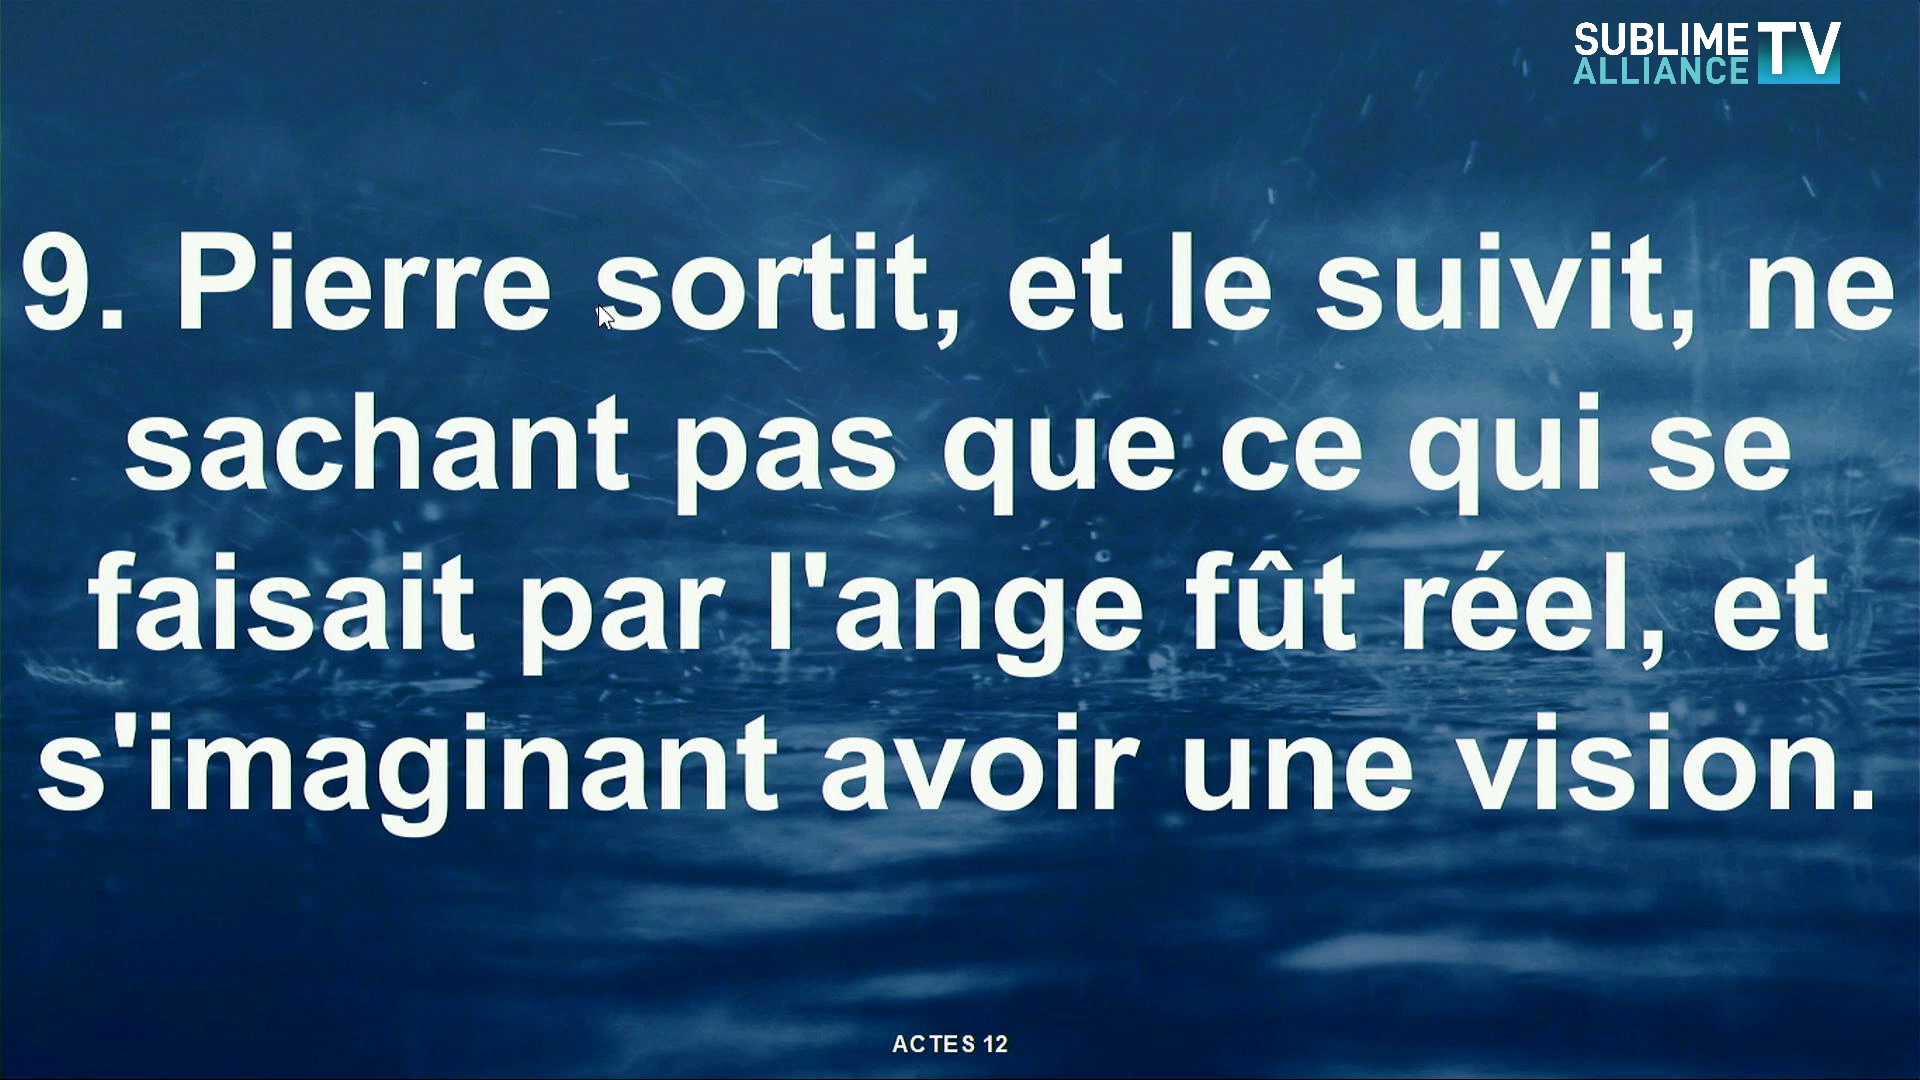 SUBLIME TV
ALLIANCE
9. Pierre sortit, et le suivit, ne
sachant pas que ce qui se
faisait par l'ange fût réel, et
s'imaginant avoir une vision.
ACTES 12